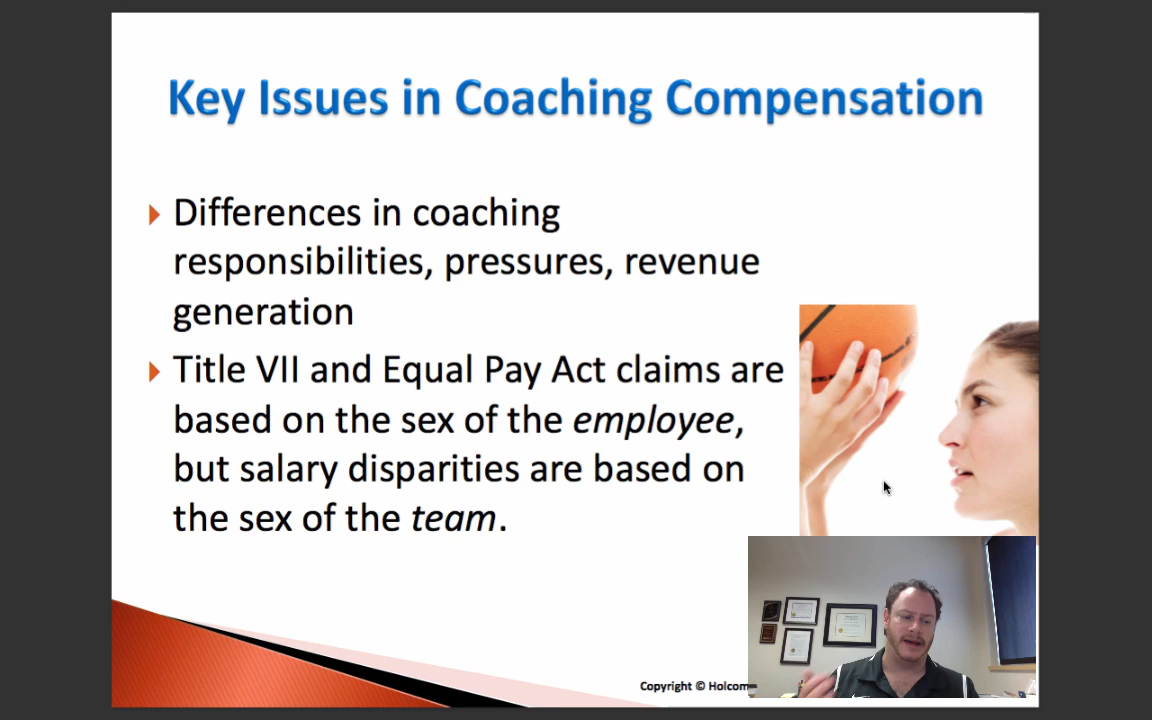 Key Issues in Coaching Compensation
Differences in coaching
responsibilities, pressures, revenue
generation
Title VII and Equal Pay Act claims are
based on the sex of the employee,
but salary disparities are based on
the sex of the team.
Copyright © Holcom